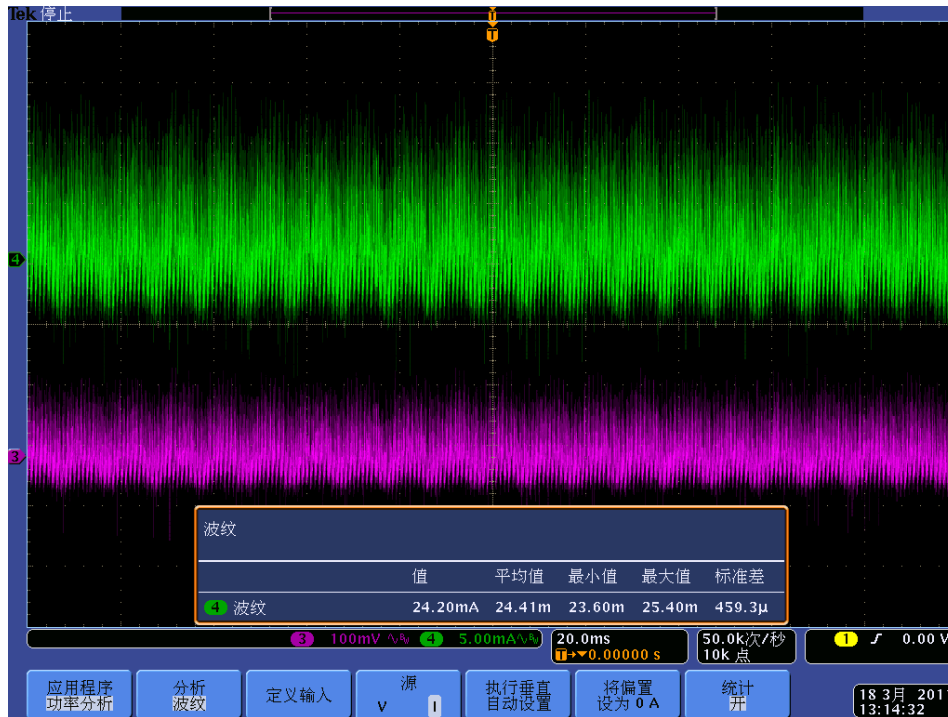 Tek 停止
T
T
4
3
波纹
值 平均值 最小值 最大值 标准差
4 波纹 24.20mA 24.41m 23.60m 25.40m 459.3μ
3 100mV 4 5.00mA 20.0ms 50.0k次/秒 1 0.00 V
T→▼0.00000 s 10k 点
应用程序 分析 定义输入 源 执行垂直 将偏置 统计
功率分析 波纹 V I 自动设置 设为 0 A 开
18 3月 201
13:14:32